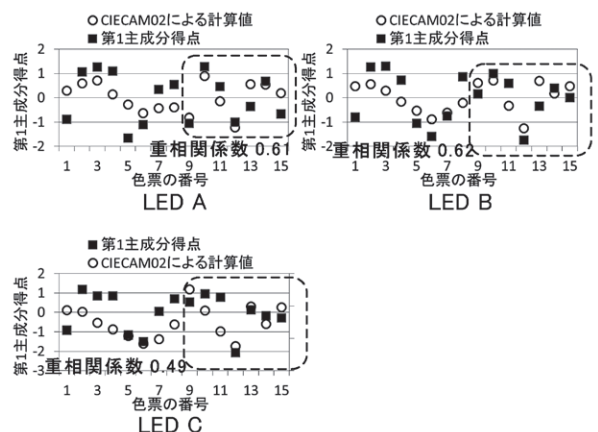 ○CIECAM02による計算値
■第1主成分得点
第1主成分得点
2
1
0
-1
-2
重相関係数 0.61
1 3 5 7 9 11 13 15
色票の番号
LED A
○CIECAM02による計算値
■第1主成分得点
第1主成分得点
2
1
0
-1
-2
重相関係数 0.62
1 3 5 7 9 11 13 15
色票の番号
LED B
■第1主成分得点
○CIECAM02による計算値
第1主成分得点
2
1
0
-1
-2
-3
重相関係数 0.49
1 3 5 7 9 11 13 15
色票の番号
LED C